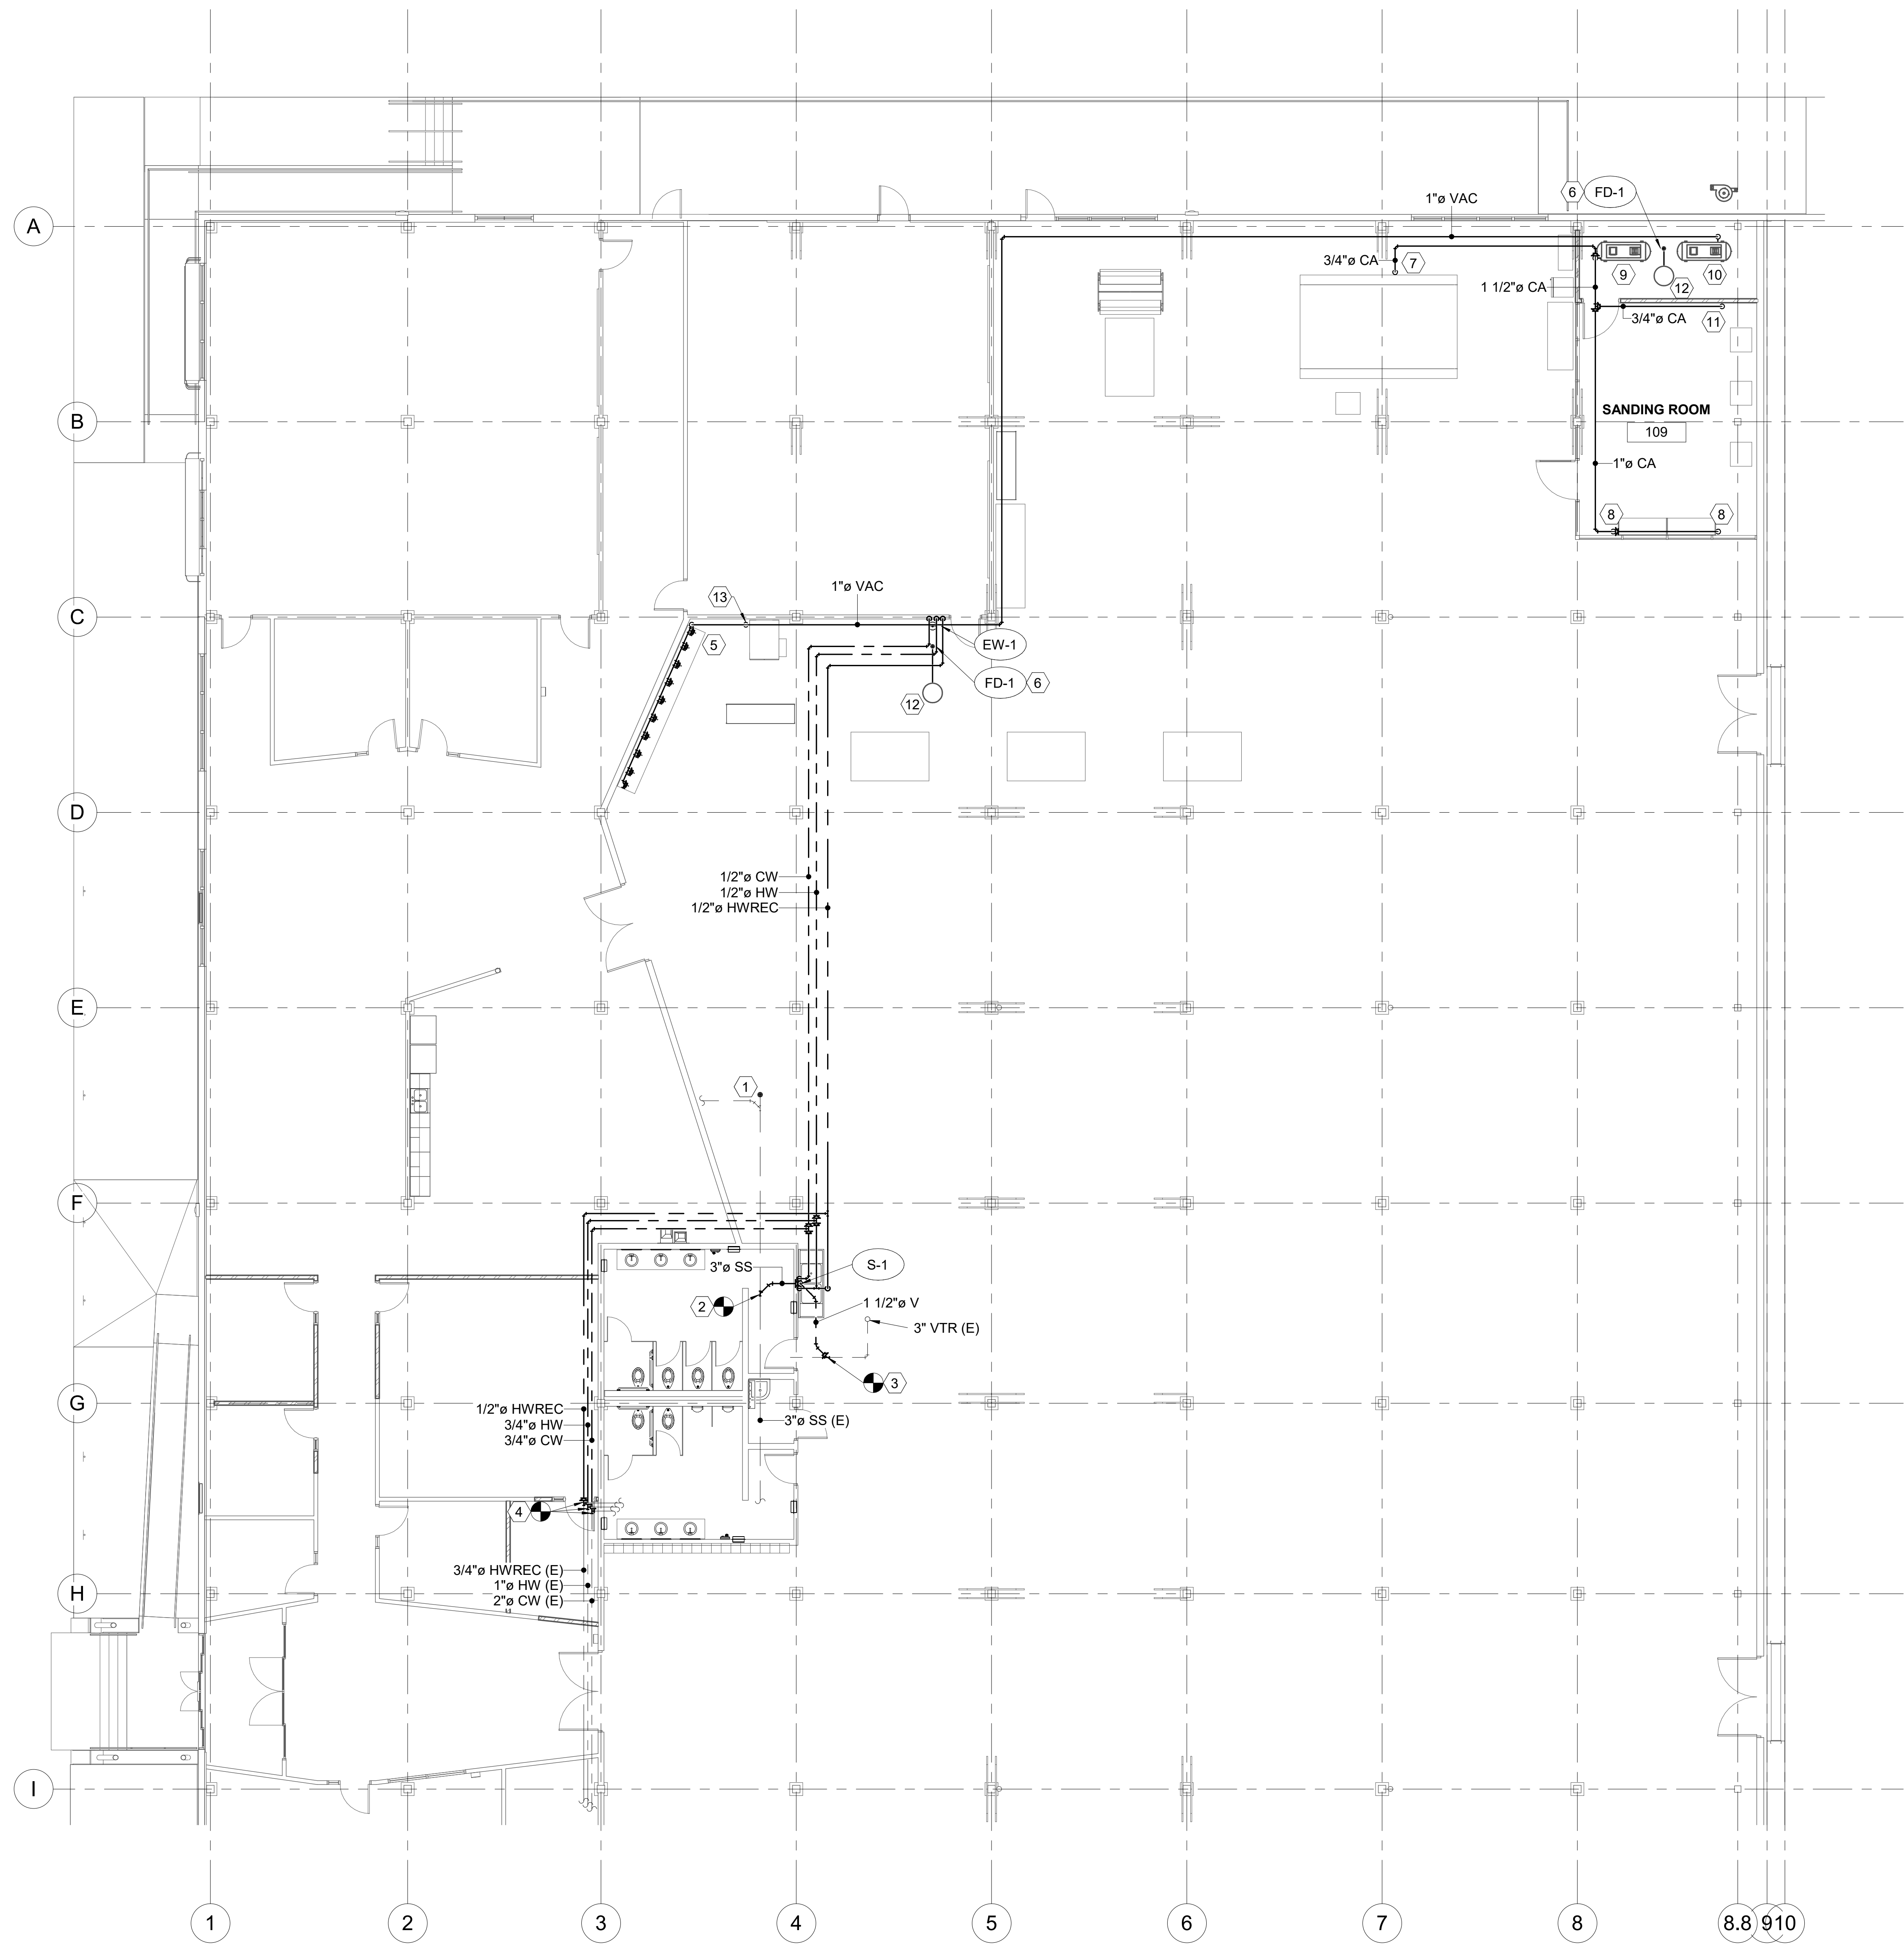 1"ø VAC
6
FD-1
A
3/4"ø CA
7
9
10
12
1 1/2"ø CA
3/4"ø CA
11
B
SANDING ROOM
109
1"ø CA
8
8
1"ø VAC
13
C
5
EW-1
FD-1
6
12
D
1/2"ø CW
1/2"ø HW
1/2"ø HWREC
E
1
F
3"ø SS
S-1
2
1 1/2"ø V
3" VTR (E)
3
G
1/2"ø HWREC
3/4"ø HW
3/4"ø CW
3"ø SS (E)
4
3/4"ø HWREC (E)
1"ø HW (E)
2"ø CW (E)
H
I
1
2
3
4
5
6
7
8
8.8
9
10